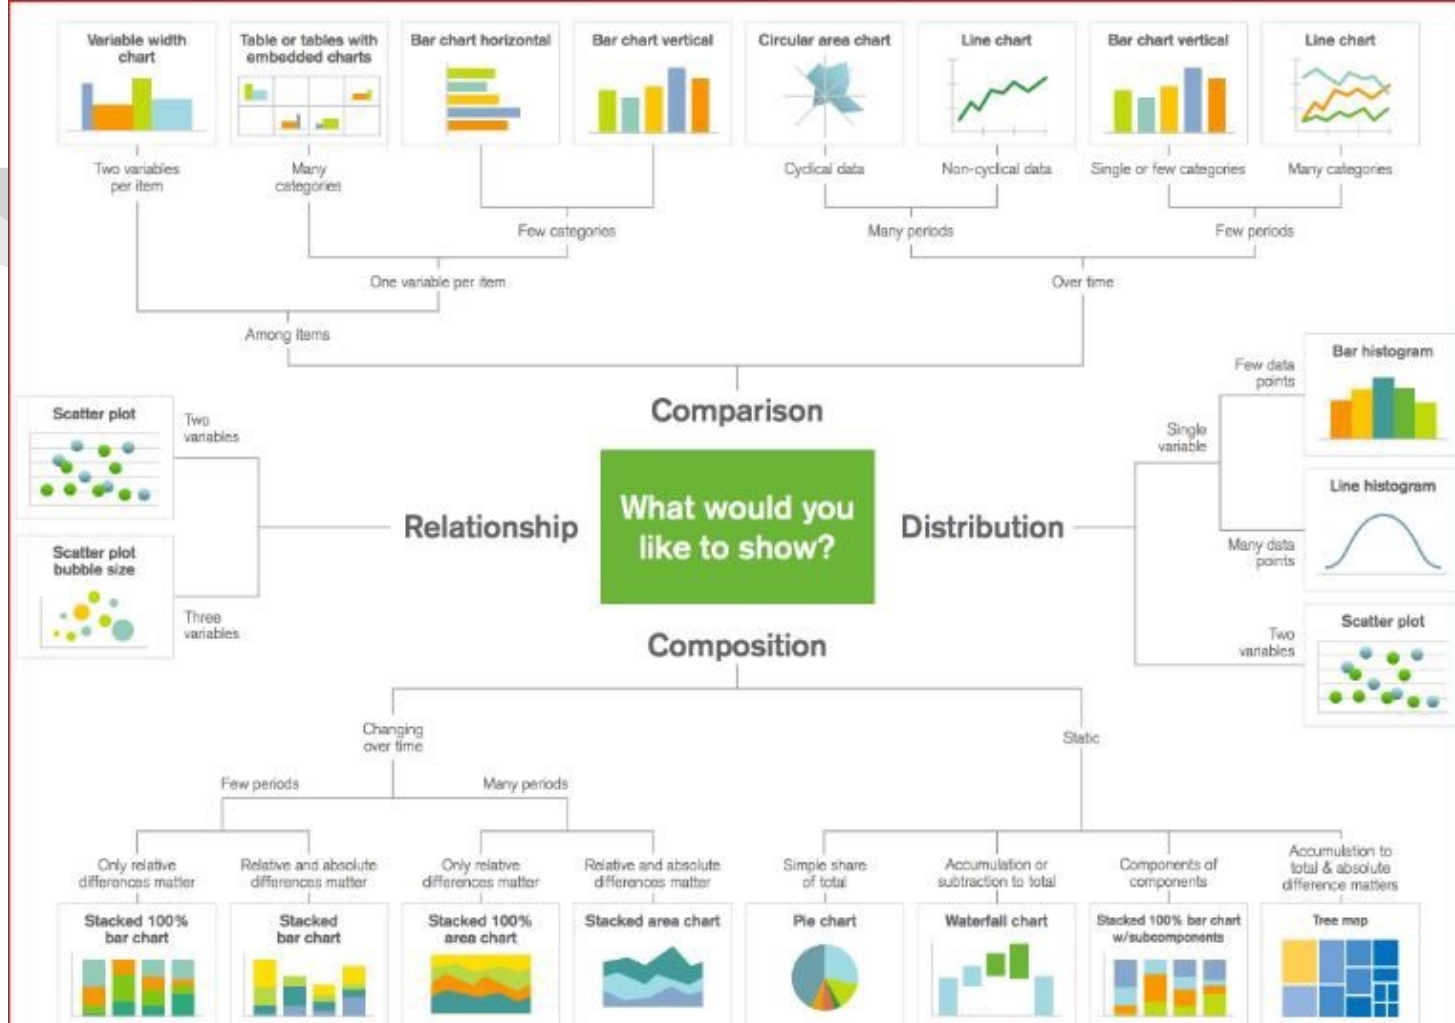 Variable width
chart
Table or tables with
embedded charts
Bar chart horizontal
Bar chart vertical
Circular area chart
Line chart
Bar chart vertical
Line chart
Two variables
per item
Many
categories
Cyclical data
Non-cyclical data
Single or few categories
Many categories
Few categories
Many periods
Few periods
One variable per item
Over time
Among items
Comparison
Scatter plot
Two
variables
Scatter plot
bubble size
Three
variables
Relationship
What would you
like to show?
Distribution
Single
variable
Few data
points
Bar histogram
Many data
points
Line histogram
Two
variables
Scatter plot
Composition
Changing
over time
Static
Few periods
Many periods
Only relative
differences matter
Relative and absolute
differences matter
Only relative
differences matter
Relative and absolute
differences matter
Simple share
of total
Accumulation or
subtraction to total
Components of
components
Accumulation to
total & absolute
difference matters
Stacked 100%
bar chart
Stacked
bar chart
Stacked 100%
area chart
Stacked area chart
Pie chart
Waterfall chart
Stacked 100% bar chart
w/subcomponents
Tree map